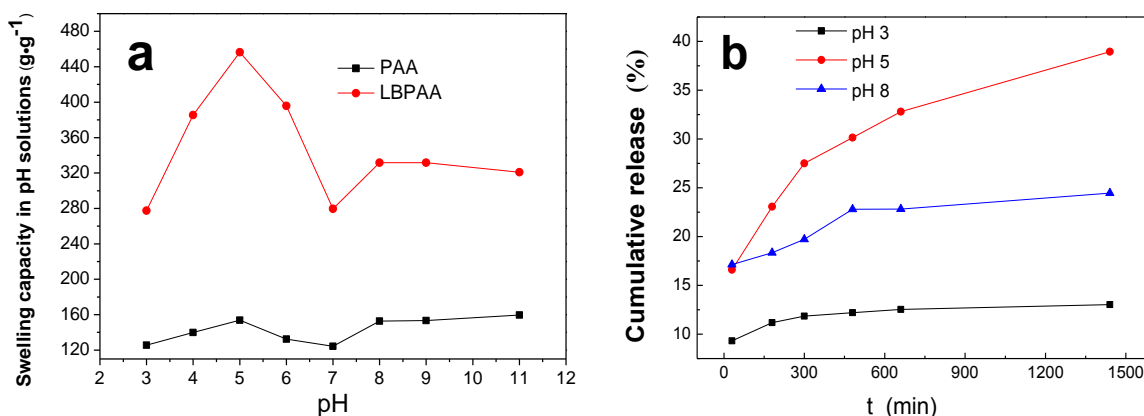 a
Swelling capacity in pH solutions (g·g⁻¹)
480
440
400
360
320
280
240
200
160
120
PAA
LBPAA
2 3 4 5 6 7 8 9 10 11 12
pH
b
Cumulative release (%)
40
35
30
25
20
15
10
pH 3
pH 5
pH 8
0 300 600 900 1200 1500
t (min)